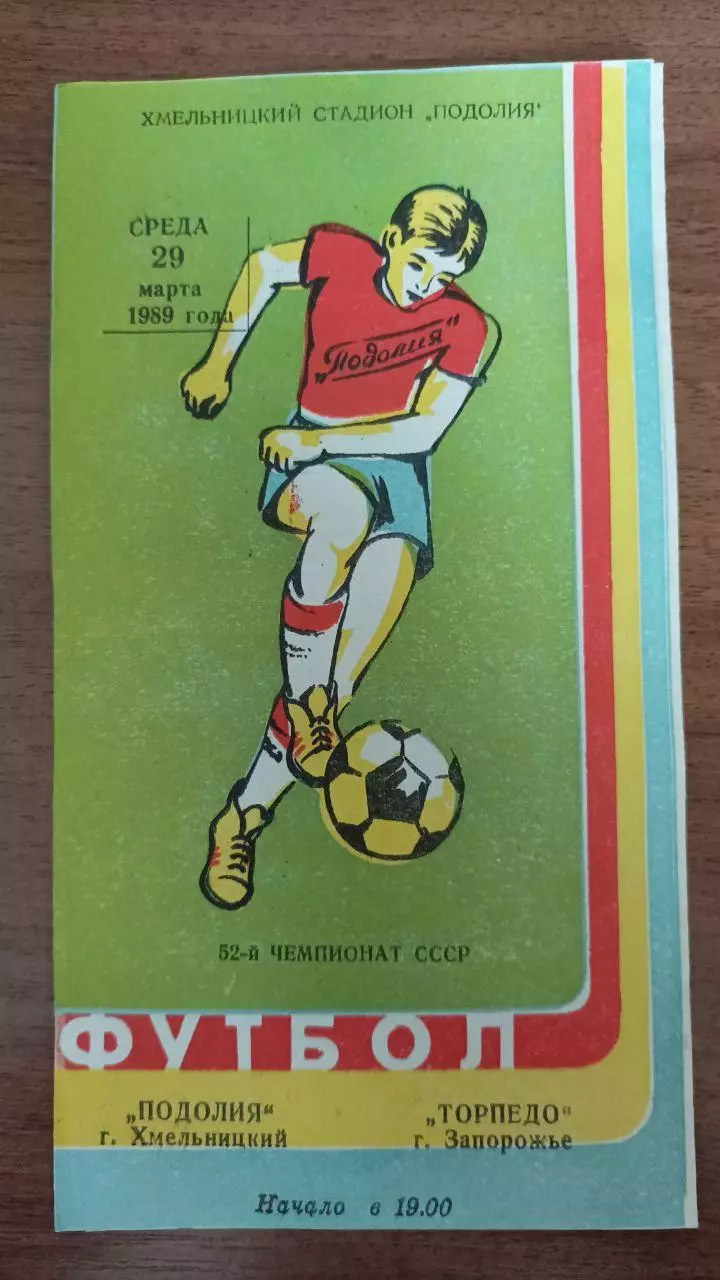 ХМЕЛЬНИЦКИЙ СТАДИОН „ПОДОЛИЯ“
СРЕДА
29
марта
1989 года
„Подолия“
52-й ЧЕМПИОНАТ СССР
ФУТБОЛ
„ПОДОЛИЯ“
г. Хмельницкий
„ТОРПЕДО“
г. Запорожье
Начало в 19.00